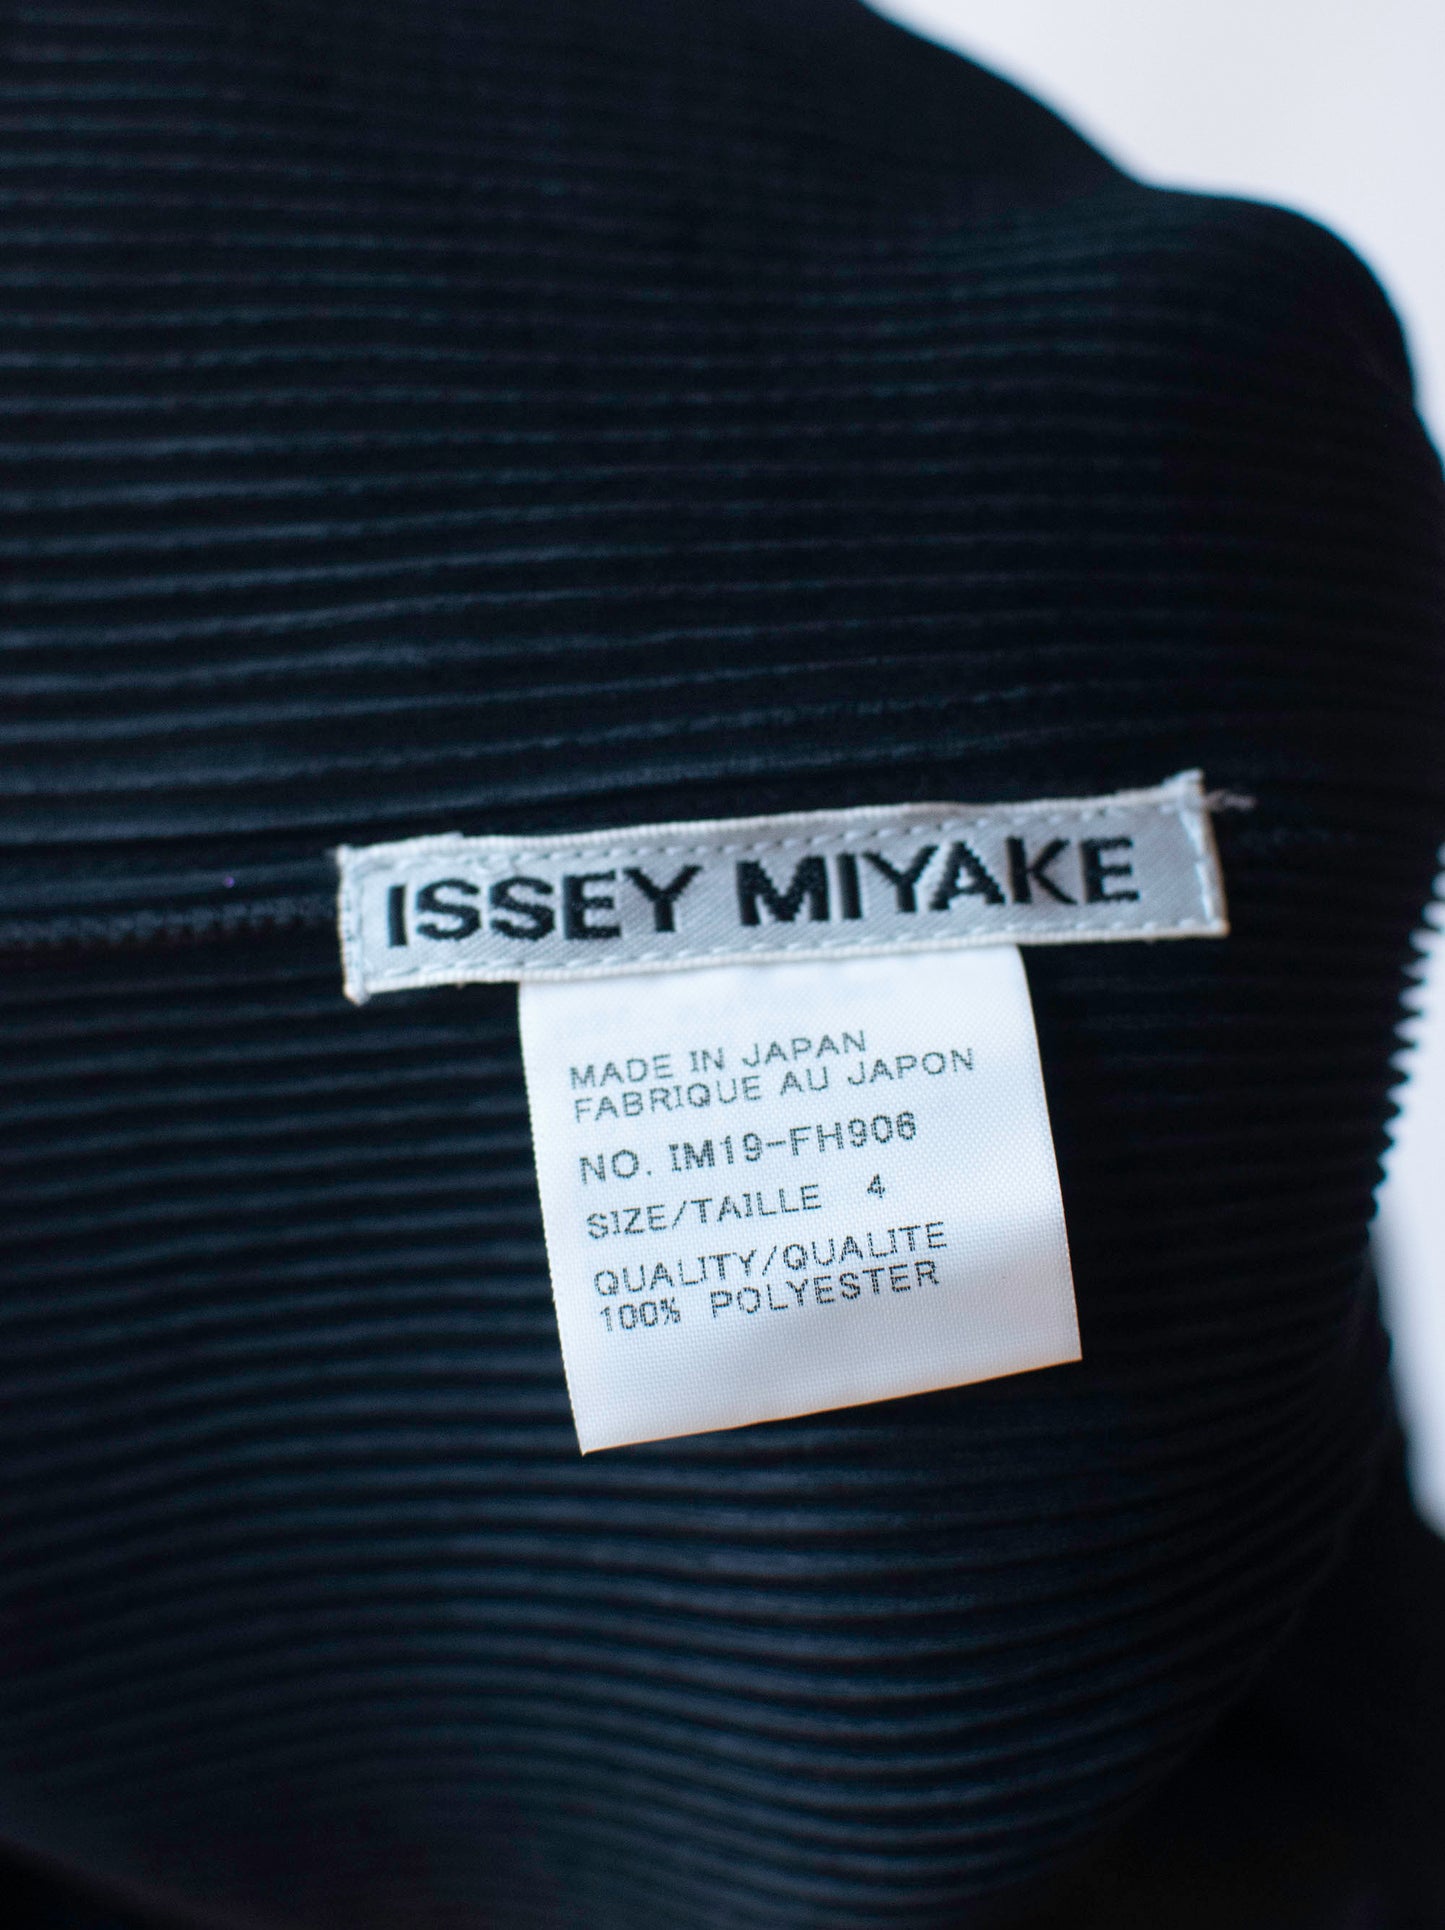 ISSEY MIYAKE
MADE IN JAPAN
FABRIQUE AU JAPON
NO. IM19-FH906
SIZE/TAILLE 4
QUALITY/QUALITE
100% POLYESTER